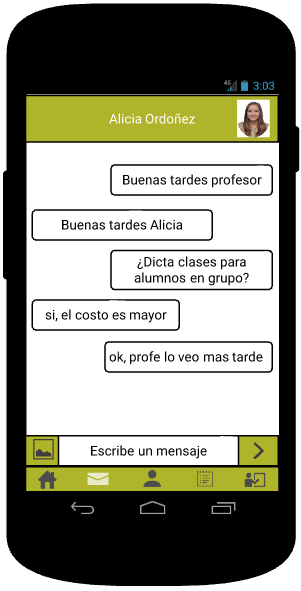 4G 3:03
Alicia Ordoñez
Buenas tardes profesor
Buenas tardes Alicia
¿Dicta clases para
alumnos en grupo?
si, el costo es mayor
ok, profe lo veo mas tarde
Escribe un mensaje